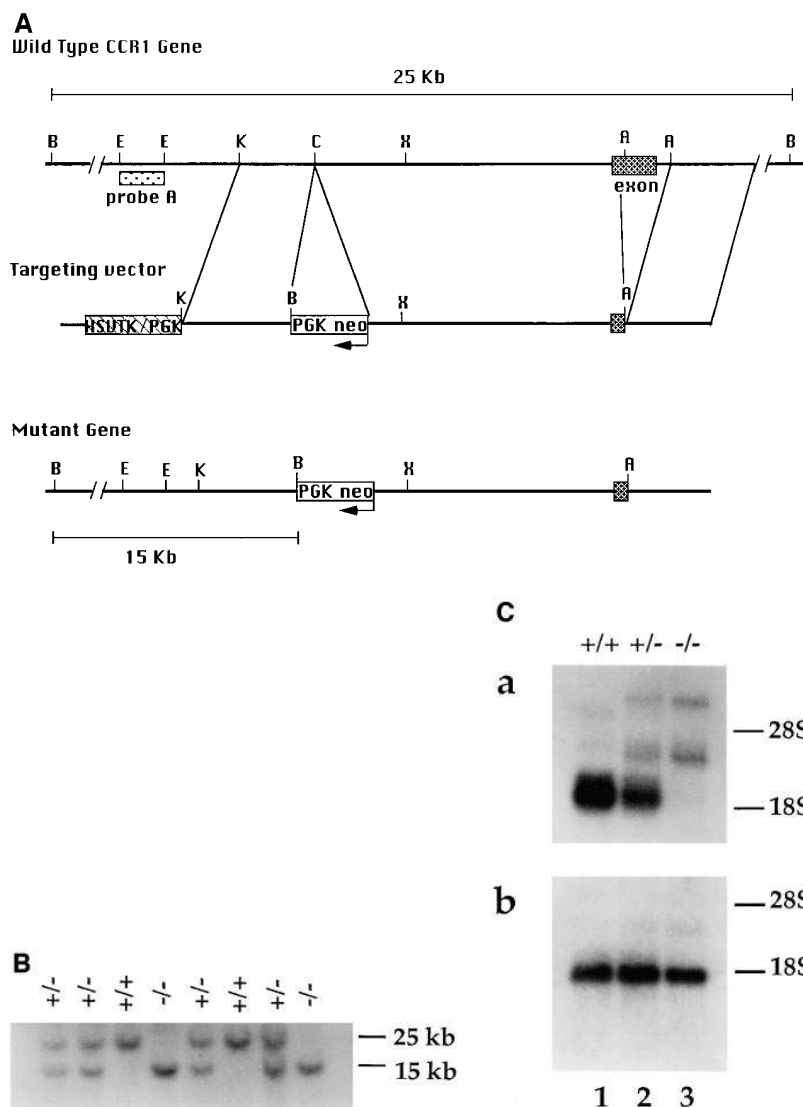 A
Wild Type CCR1 Gene
25 Kb
B E E K C X A A B
probe A
exon
Targeting vector
K B X A
HSVTK/PGK
PGK neo
Mutant Gene
B E E K B X A
PGK neo
15 Kb
B
+/- +/- +/+ -/- +/- +/+ +/- -/-
25 kb
15 kb
C
+/+ +/- -/-
a
28S
18S
b
28S
18S
1 2 3